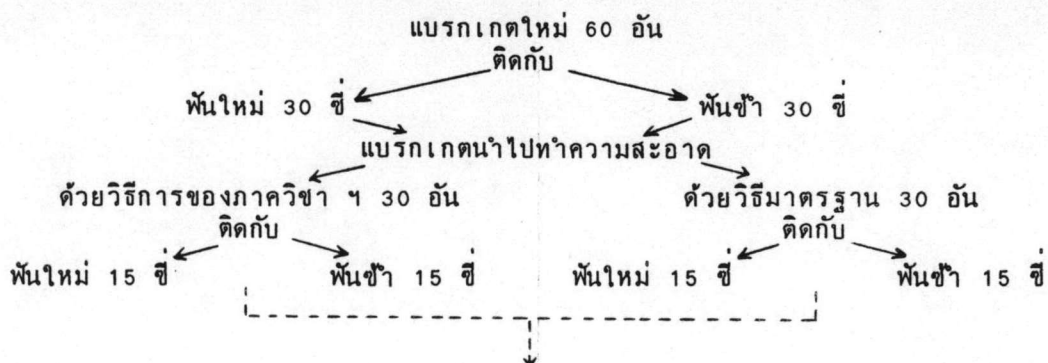 แบรกเกตใหม่ 60 อัน
ติดกับ
ฟันใหม่ 30 ซี่ ฟันซ้ำ 30 ซี่
แบรกเกตนำไปทำความสะอาด
ด้วยวิธีการของภาควิชา ฯ 30 อัน ด้วยวิธีมาตรฐาน 30 อัน
ติดกับ ติดกับ
ฟันใหม่ 15 ซี่ ฟันซ้ำ 15 ซี่ ฟันใหม่ 15 ซี่ ฟันซ้ำ 15 ซี่